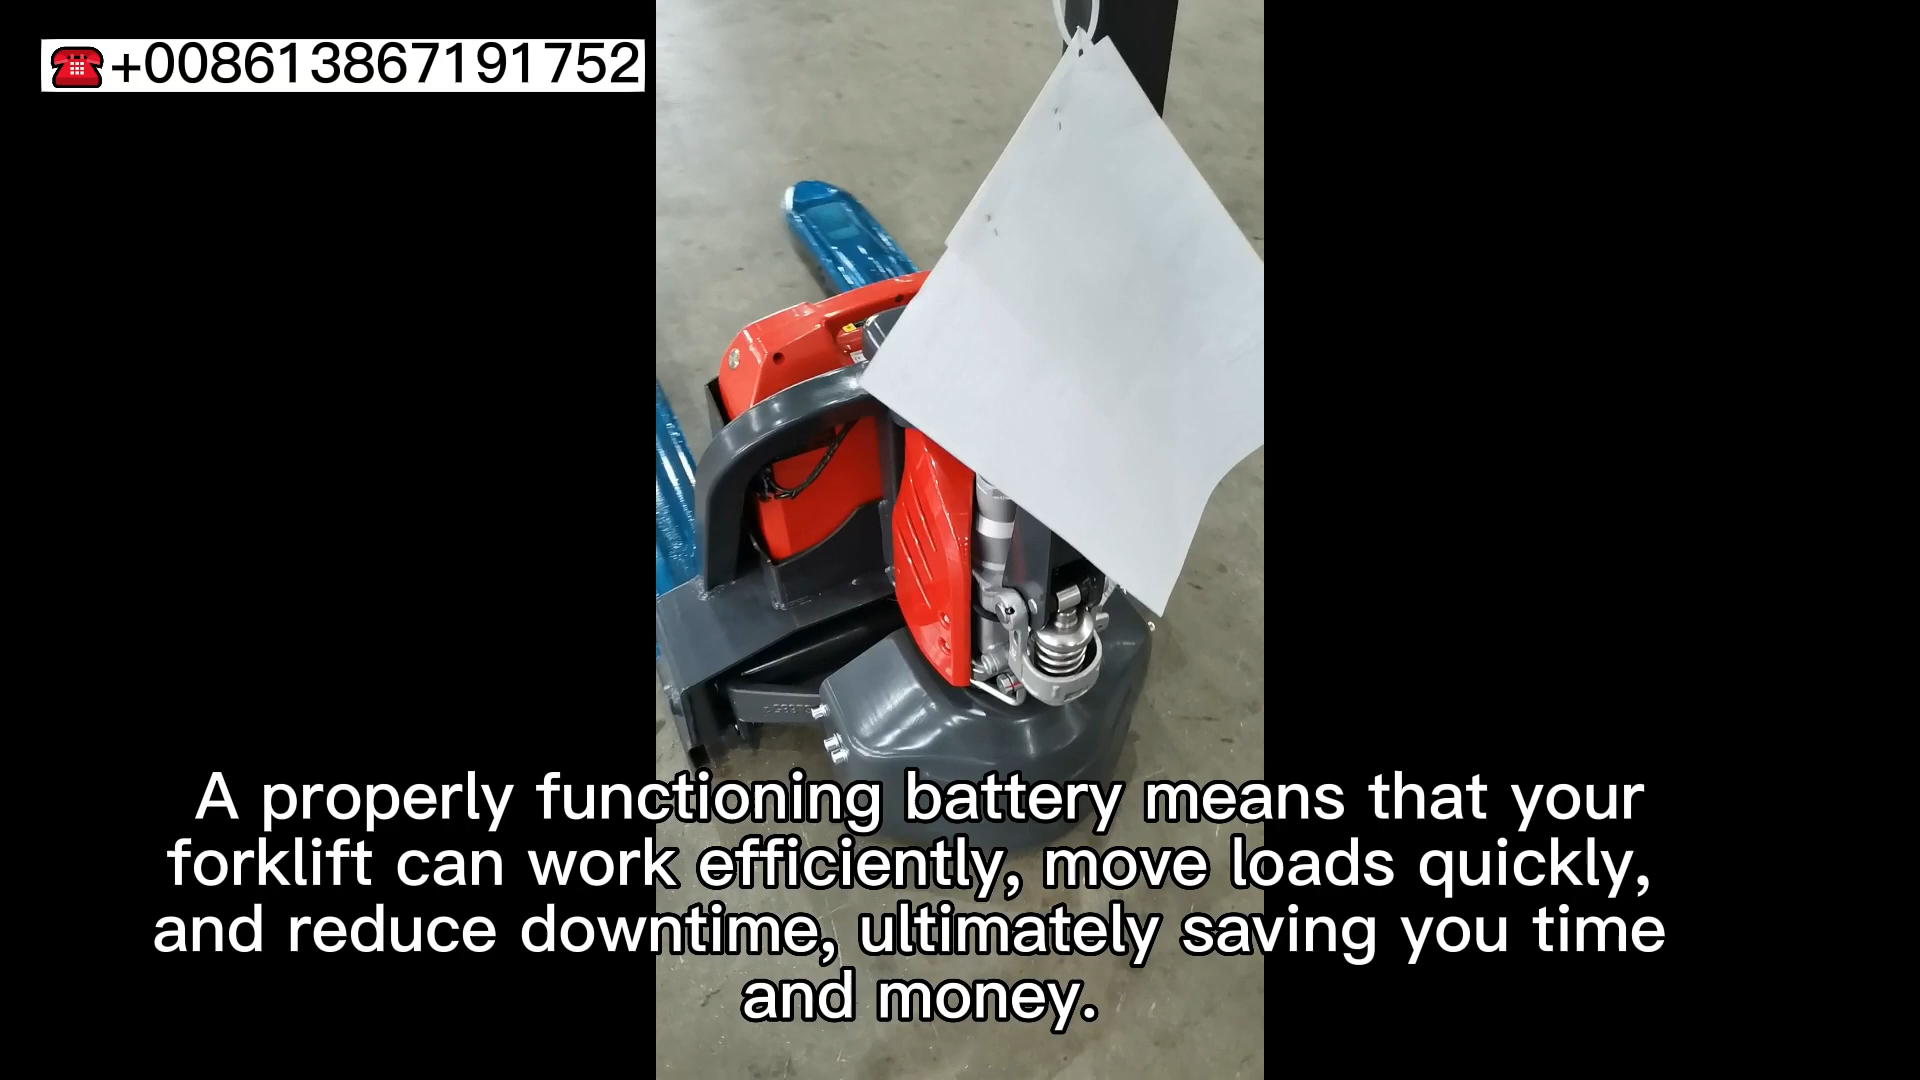 ☎+008613867191752
A properly functioning battery means that your
forklift can work efficiently, move loads quickly,
and reduce downtime, ultimately saving you time
and money.